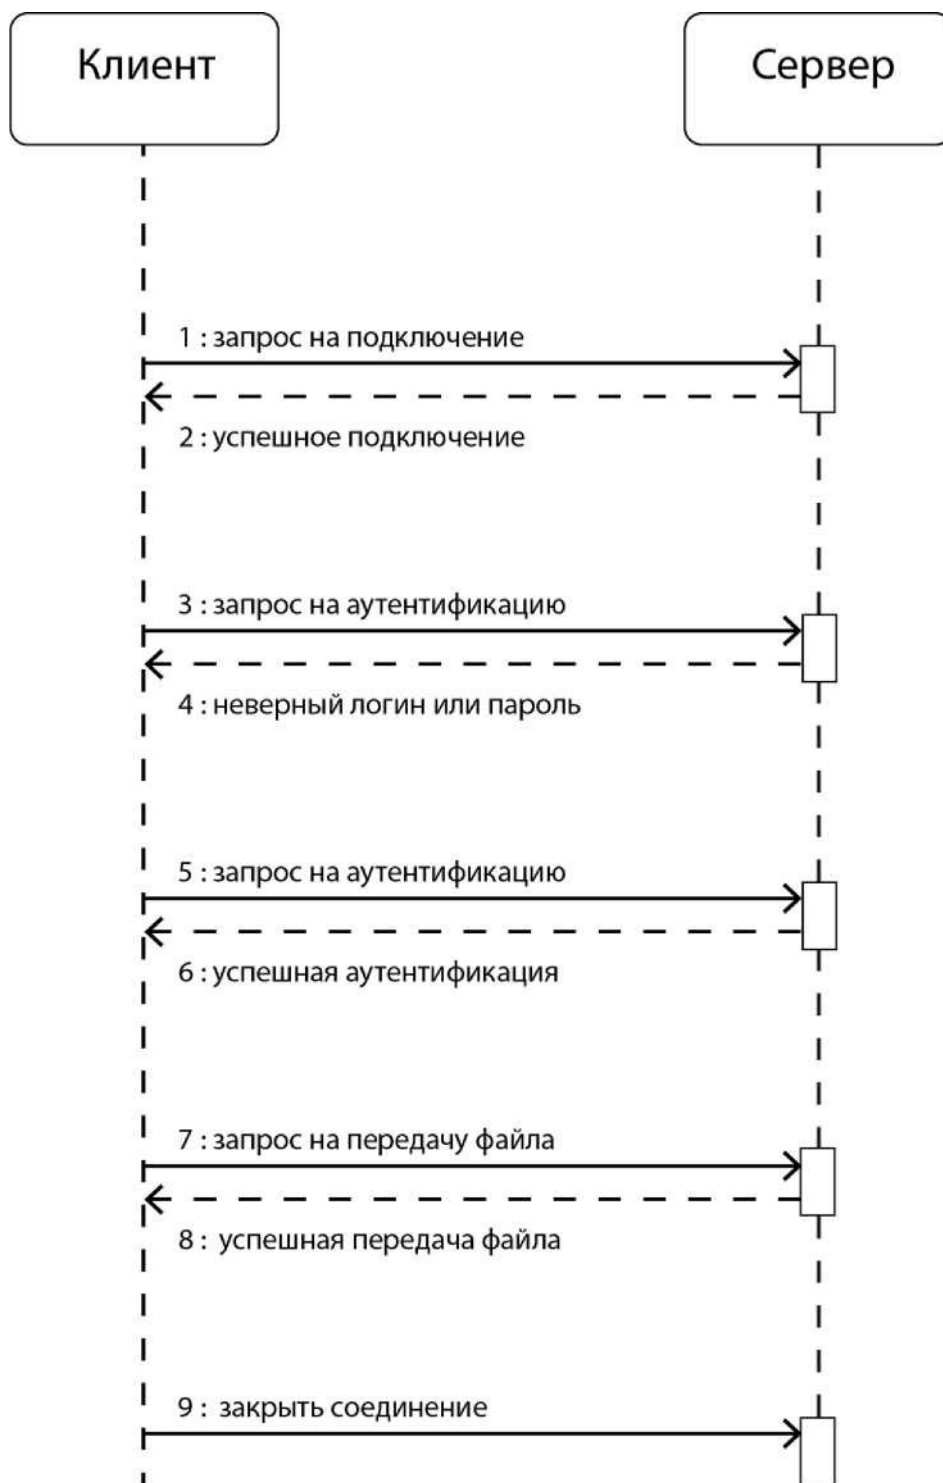 Клиент
Сервер
1 : запрос на подключение
2 : успешное подключение
3 : запрос на аутентификацию
4 : неверный логин или пароль
5 : запрос на аутентификацию
6 : успешная аутентификация
7 : запрос на передачу файла
8 :  успешная передача файла
9 :  закрыть соединение